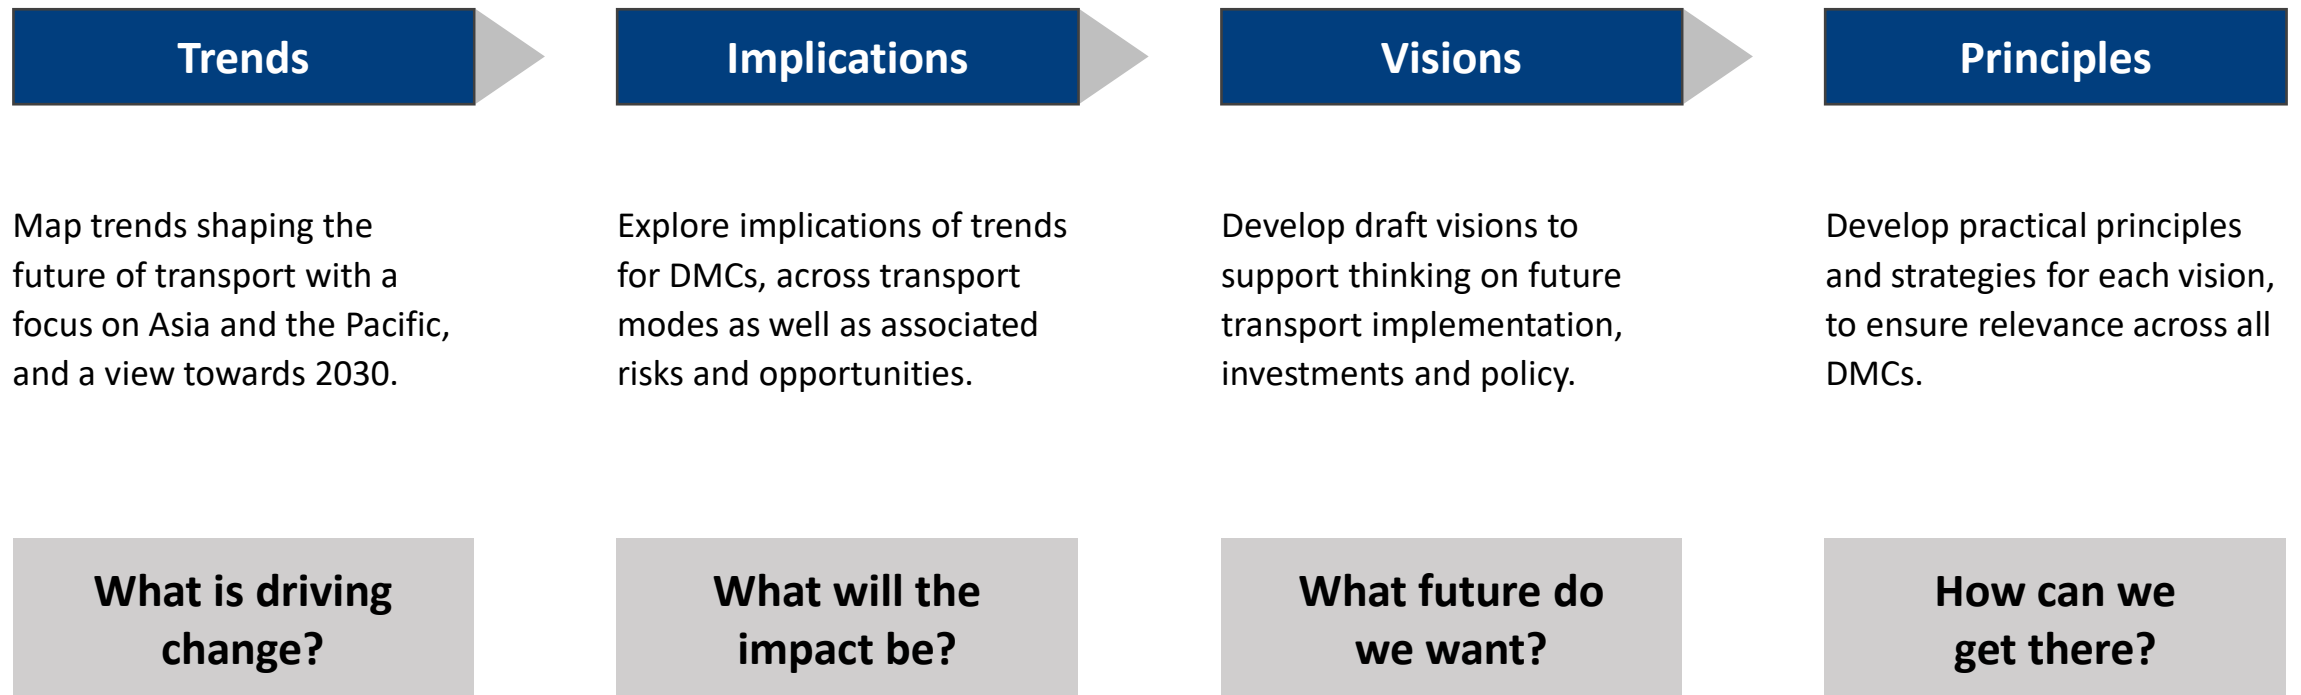 Trends
Implications
Visions
Principles
Map trends shaping the
future of transport with a
focus on Asia and the Pacific,
and a view towards 2030.
Explore implications of trends
for DMCs, across transport
modes as well as associated
risks and opportunities.
Develop draft visions to
support thinking on future
transport implementation,
investments and policy.
Develop practical principles
and strategies for each vision,
to ensure relevance across all
DMCs.
What is driving
change?
What will the
impact be?
What future do
we want?
How can we
get there?